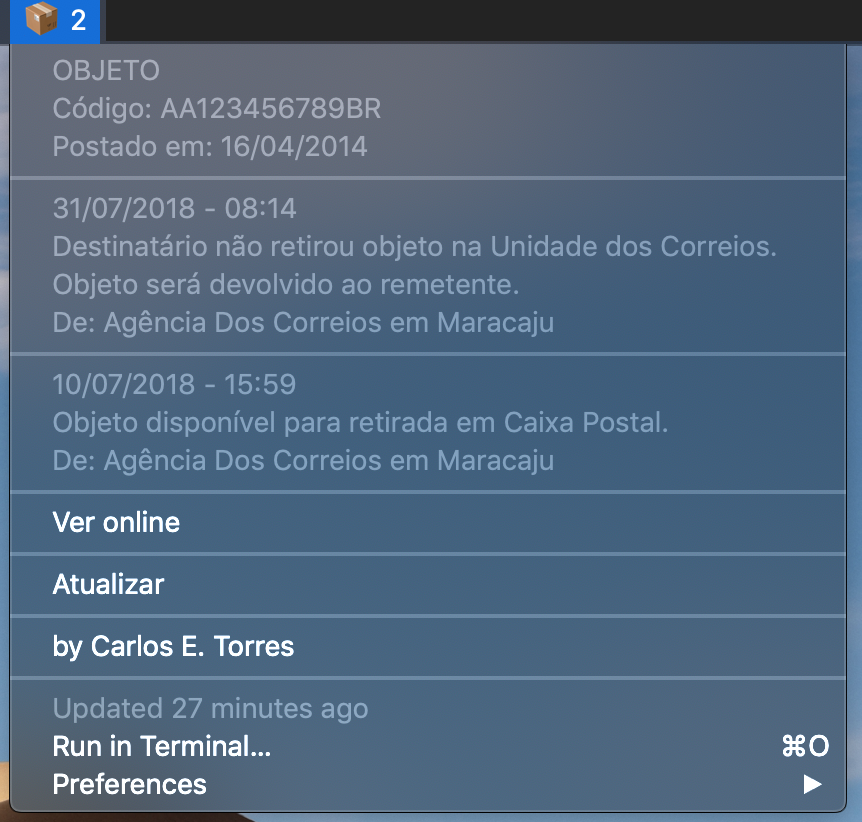 📦 2
OBJETO
Código: AA123456789BR
Postado em: 16/04/2014
31/07/2018 - 08:14
Destinatário não retirou objeto na Unidade dos Correios.
Objeto será devolvido ao remetente.
De: Agência Dos Correios em Maracaju
10/07/2018 - 15:59
Objeto disponível para retirada em Caixa Postal.
De: Agência Dos Correios em Maracaju
Ver online
Atualizar
by Carlos E. Torres
Updated 27 minutes ago
Run in Terminal... ⌘O
Preferences ▶